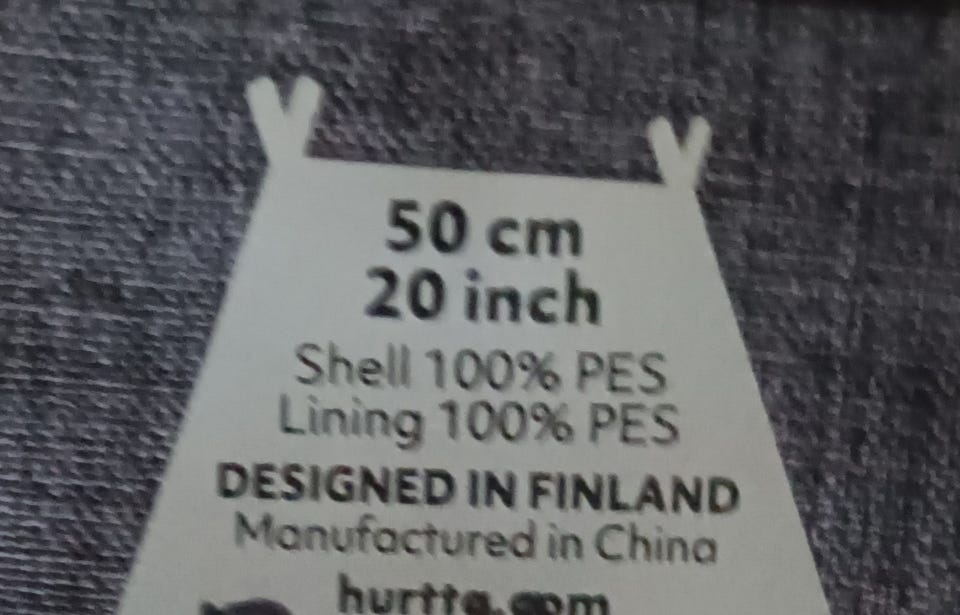 50 cm
20 inch
Shell 100% PES
Lining 100% PES
DESIGNED IN FINLAND
Manufactured in China
hurtta.com